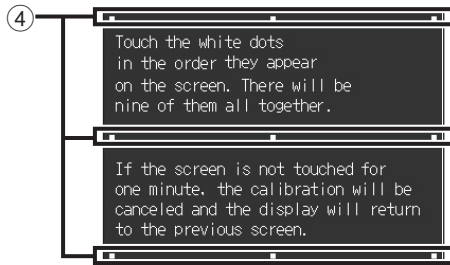 ④
Touch the white dots
in the order they appear
on the screen. There will be
nine of them all together.
If the screen is not touched for
one minute, the calibration will be
canceled and the display will return
to the previous screen.